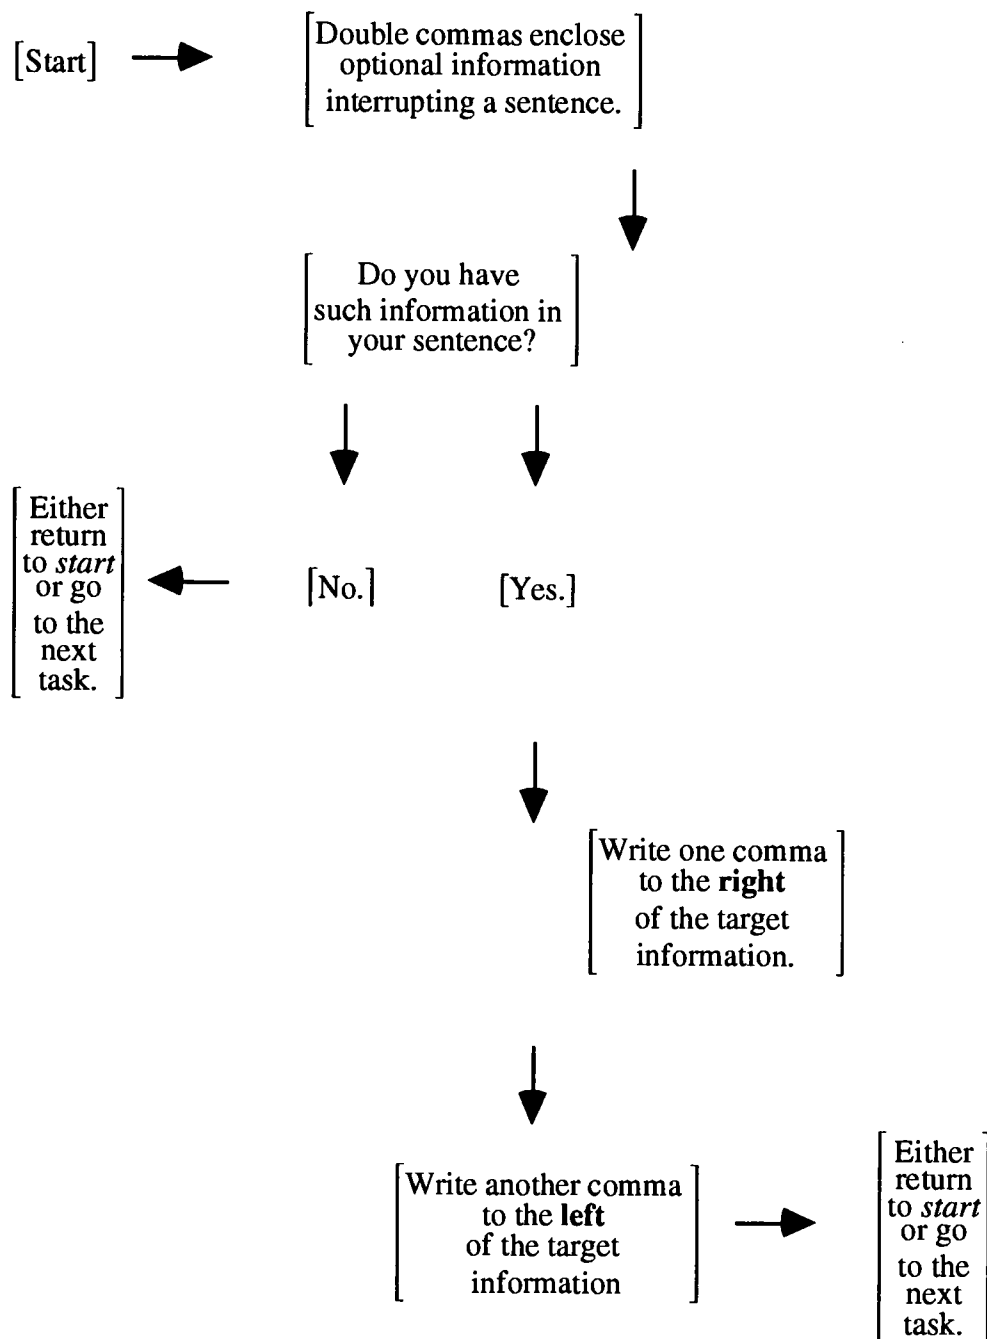 [Start]
[Double commas enclose
optional information
interrupting a sentence.]
[Do you have
such information in
your sentence?]
[Either
return
to start
or go
to the
next
task.]
[No.]
[Yes.]
[Write one comma
to the right
of the target
information.]
[Write another comma
to the left
of the target
information]
[Either
return
to start
or go
to the
next
task.]